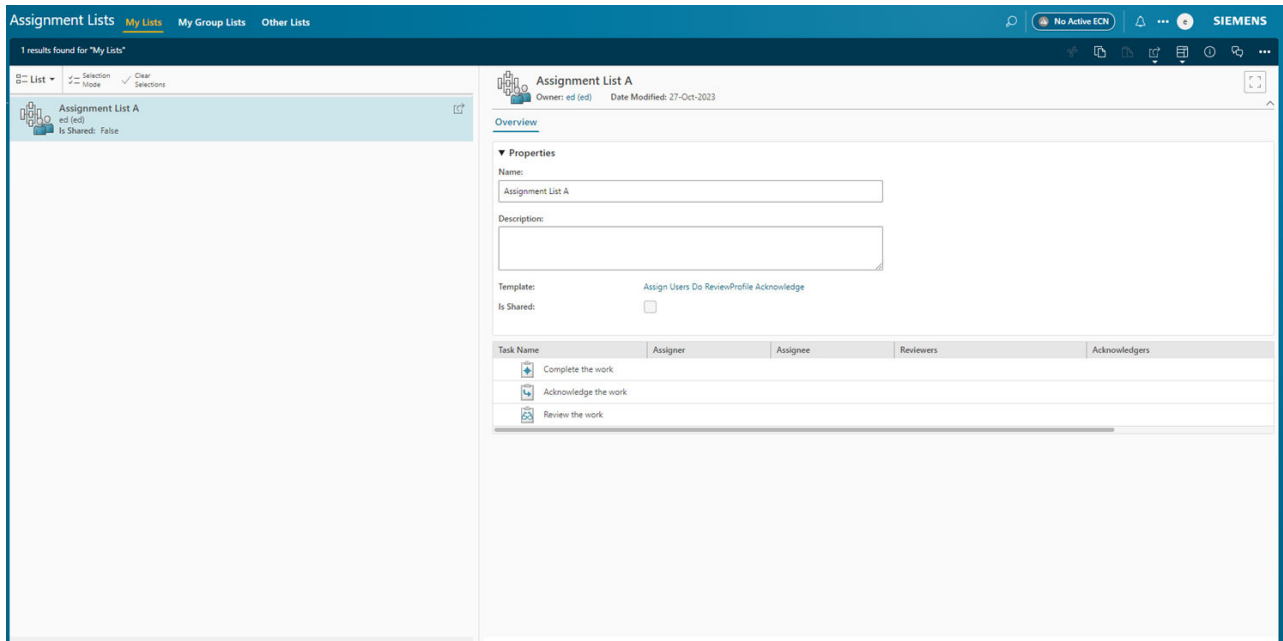 Assignment Lists My Lists My Group Lists Other Lists No Active ECN e SIEMENS
1 results found for "My Lists"
List Selection Mode Clear Selections
Assignment List A
ed (ed)
Is Shared: False
Assignment List A
Owner: ed (ed) Date Modified: 27-Oct-2023
Overview
Properties
Name:
Assignment List A
Description:
Template: Assign Users Do ReviewProfile Acknowledge
Is Shared:
Task Name Assigner Assignee Reviewers Acknowledgers
Complete the work
Acknowledge the work
Review the work